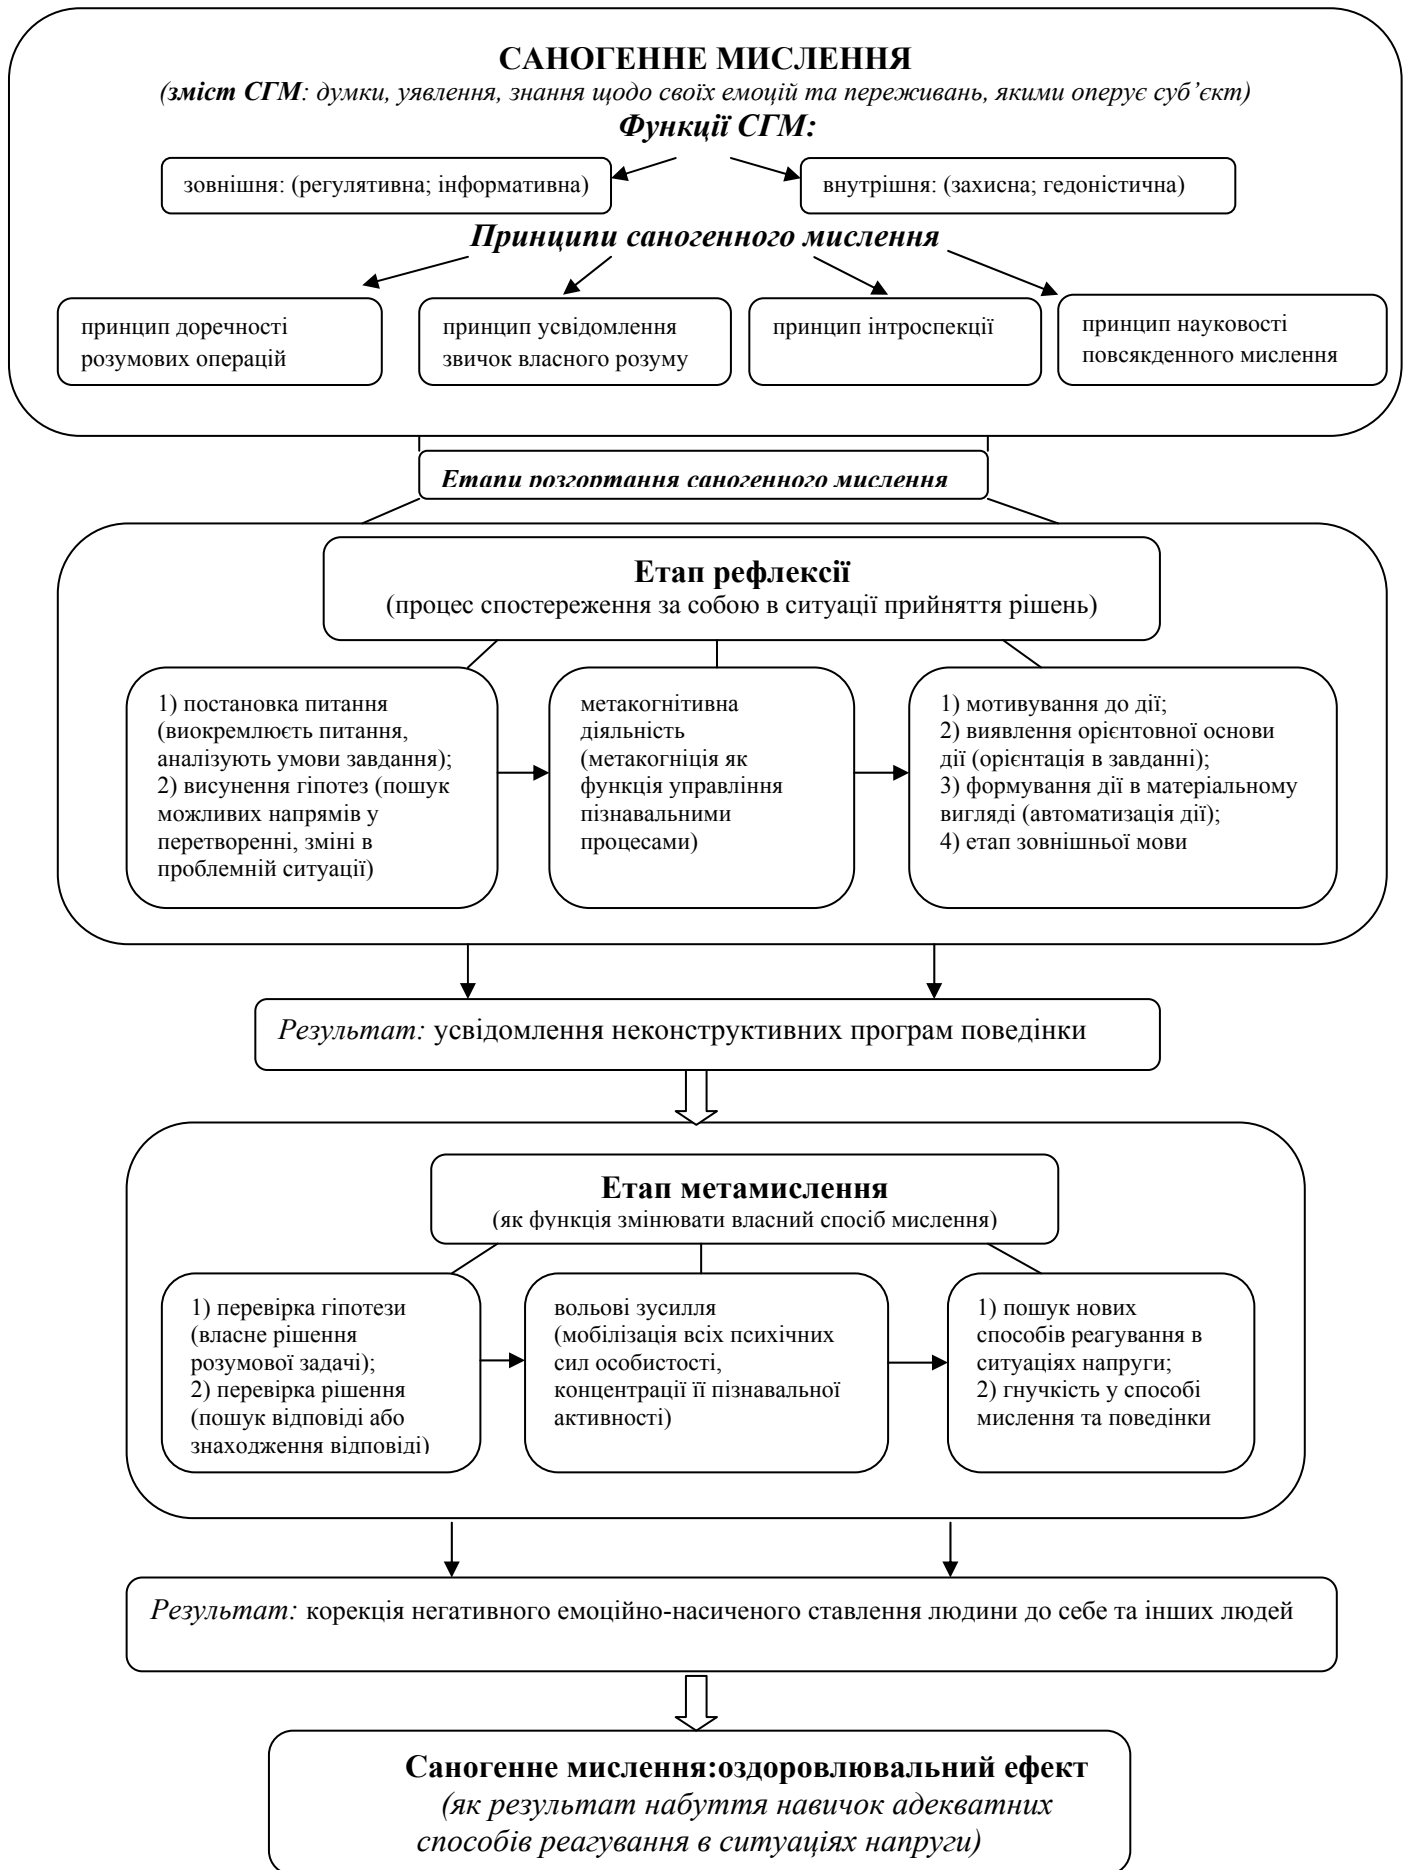 САНОГЕННЕ МИСЛЕННЯ
(зміст СГМ: думки, уявлення, знання щодо своїх емоцій та переживань, якими оперує суб’єкт)
Функції СГМ:
зовнішня: (регулятивна; інформативна)
внутрішня: (захисна; гедоністична)
Принципи саногенного мислення
принцип доречності
розумових операцій
принцип усвідомлення
звичок власного розуму
принцип інтроспекції
принцип науковості
повсякденного мислення
Етапи розгортання саногенного мислення
Етап рефлексії
(процес спостереження за собою в ситуації прийняття рішень)
1) постановка питання
(виокремлюєть питання,
аналізують умови завдання);
2) висунення гіпотез (пошук
можливих напрямів у
перетворенні, зміні в
проблемній ситуації)
метакогнітивна
діяльність
(метакогніція як
функція управління
пізнавальними
процесами)
1) мотивування до дії;
2) виявлення орієнтовної основи
дії (орієнтація в завданні);
3) формування дії в матеріальному
вигляді (автоматизація дії);
4) етап зовнішньої мови
Результат: усвідомлення неконструктивних програм поведінки
Етап метамислення
(як функція змінювати власний спосіб мислення)
1) перевірка гіпотези
(власне рішення
розумової задачі);
2) перевірка рішення
(пошук відповіді або
знаходження відповіді)
вольові зусилля
(мобілізація всіх психічних
сил особистості,
концентрації її пізнавальної
активності)
1) пошук нових
способів реагування в
ситуаціях напруги;
2) гнучкість у способі
мислення та поведінки
Результат: корекція негативного емоційно-насиченого ставлення людини до себе та інших людей
Саногенне мислення:оздоровлювальний ефект
(як результат набуття навичок адекватних
способів реагування в ситуаціях напруги)